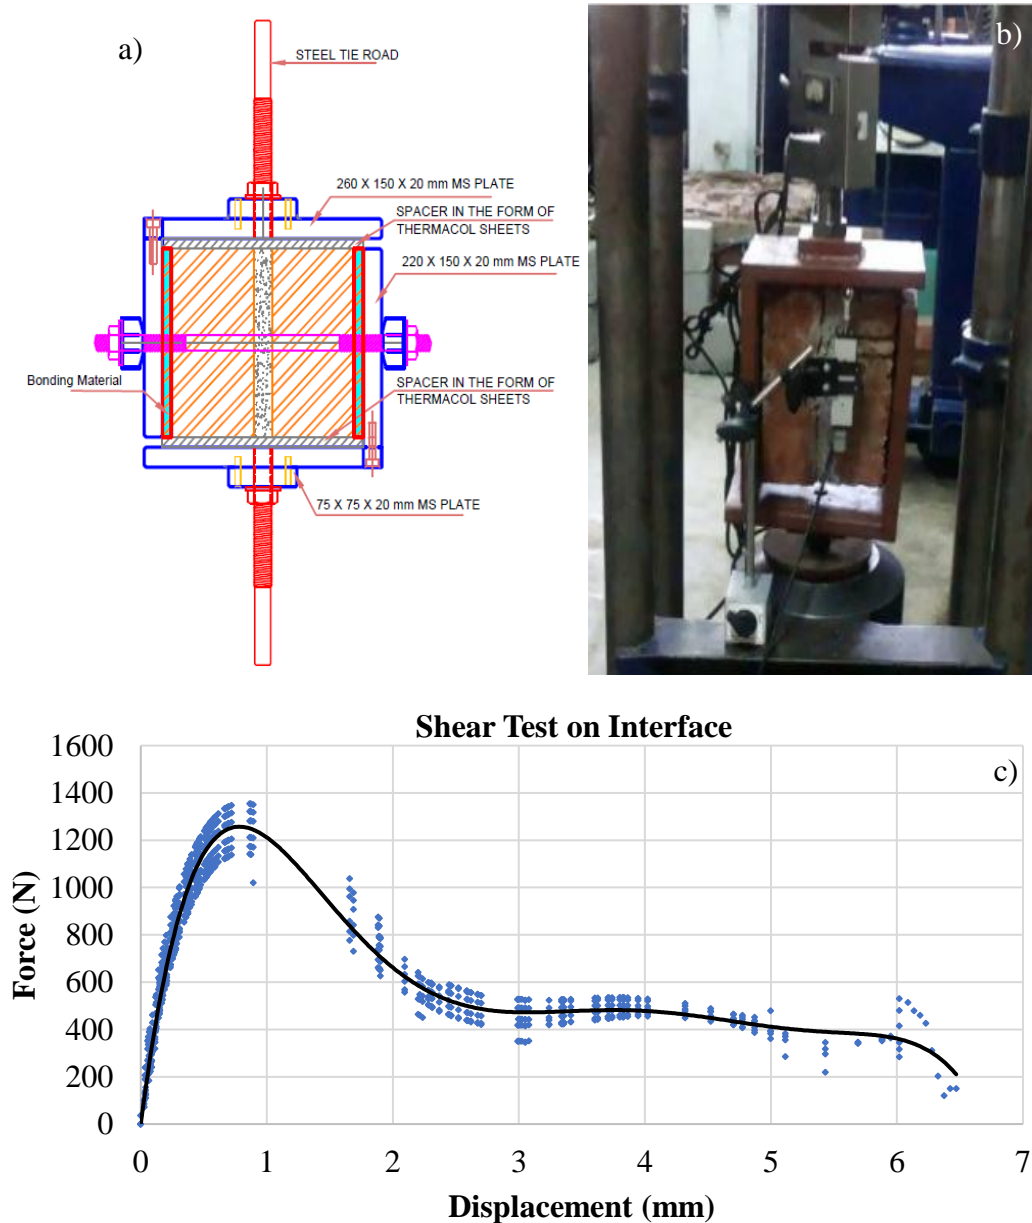 a)
STEEL TIE ROAD
260 X 150 X 20 mm MS PLATE
SPACER IN THE FORM OF
THERMACOL SHEETS
220 X 150 X 20 mm MS PLATE
Bonding Material
SPACER IN THE FORM OF
THERMACOL SHEETS
75 X 75 X 20 mm MS PLATE
b)
Shear Test on Interface
c)
1600
1400
1200
1000
800
600
400
200
0
Force (N)
0 1 2 3 4 5 6 7
Displacement (mm)